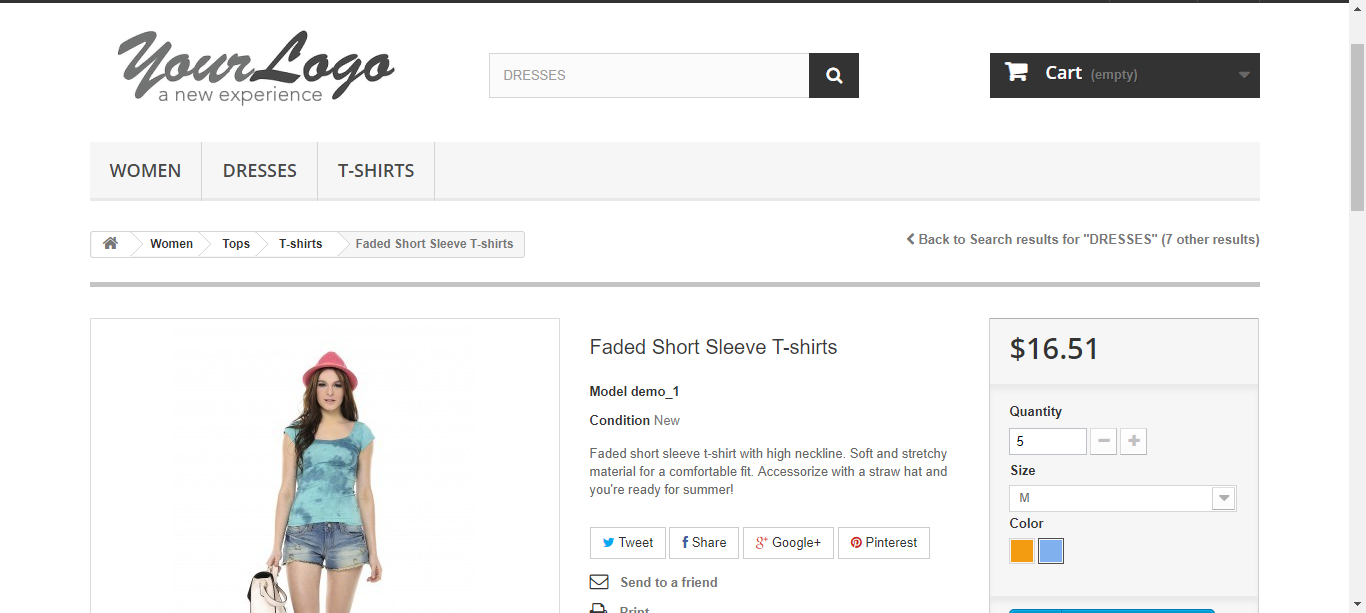 YourLogo
a new experience
DRESSES
Cart (empty)
WOMEN DRESSES T-SHIRTS
Women Tops T-shirts Faded Short Sleeve T-shirts
Back to Search results for "DRESSES" (7 other results)
Faded Short Sleeve T-shirts
Model demo_1
Condition New
Faded short sleeve t-shirt with high neckline. Soft and stretchy
material for a comfortable fit. Accessorize with a straw hat and
you're ready for summer!
Tweet Share Google+ Pinterest
Send to a friend
Print
$16.51
Quantity
5
Size
M
Color